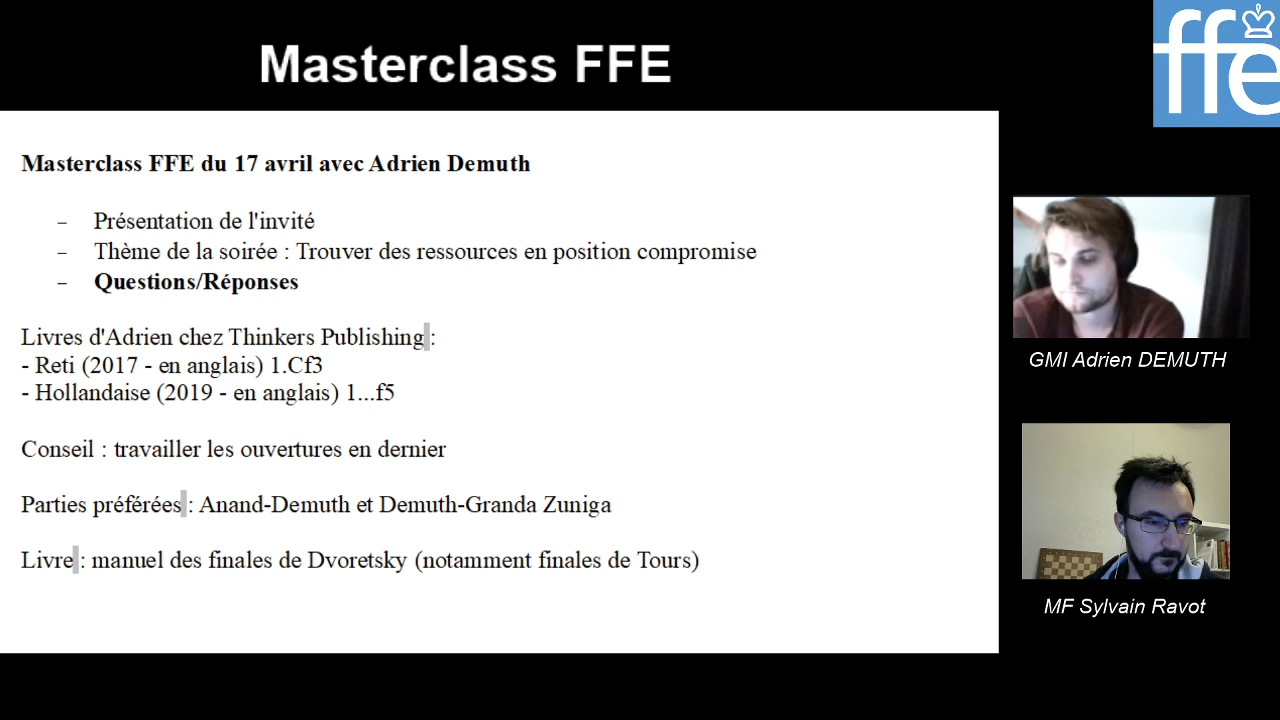 Masterclass FFE
ffe
Masterclass FFE du 17 avril avec Adrien Demuth
– Présentation de l'invité
– Thème de la soirée : Trouver des ressources en position compromise
– Questions/Réponses
Livres d'Adrien chez Thinkers Publishing :
- Reti (2017 - en anglais) 1.Cf3
- Hollandaise (2019 - en anglais) 1...f5
Conseil : travailler les ouvertures en dernier
Parties préférées : Anand-Demuth et Demuth-Granda Zuniga
Livre : manuel des finales de Dvoretsky (notamment finales de Tours)
GMI Adrien DEMUTH
MF Sylvain Ravot